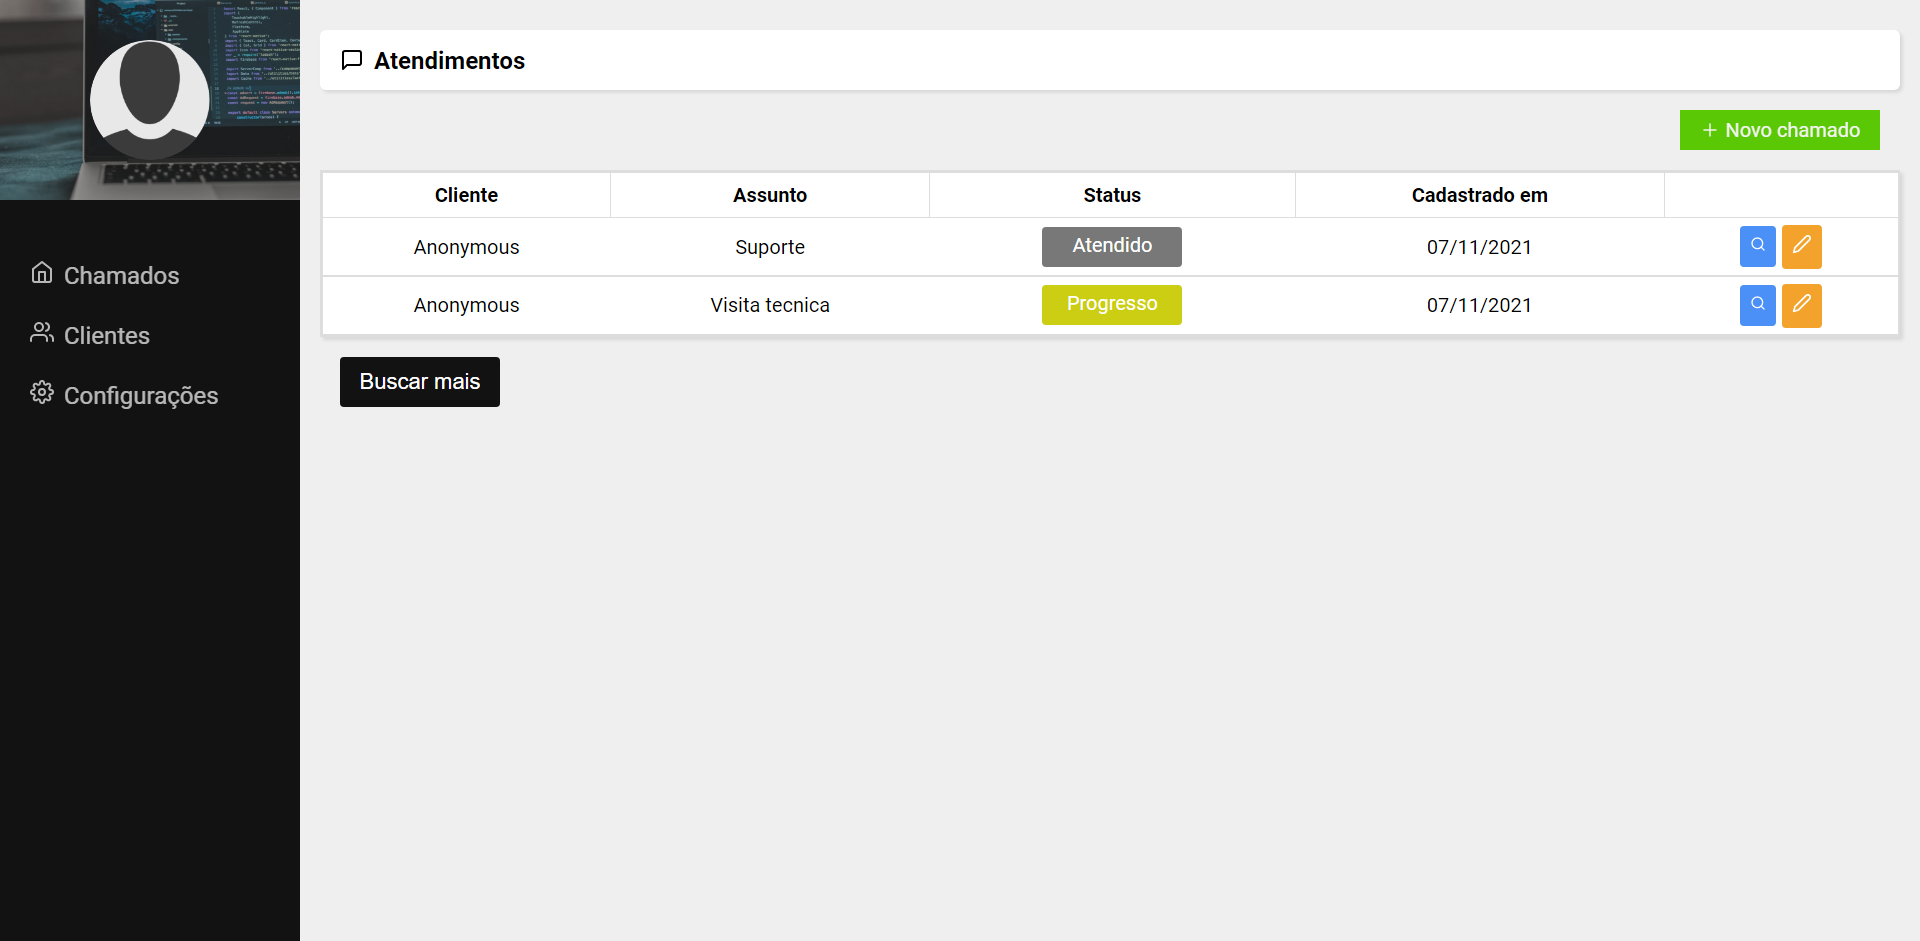 Atendimentos
+ Novo chamado
Cliente Assunto Status Cadastrado em
Anonymous Suporte Atendido 07/11/2021
Anonymous Visita tecnica Progresso 07/11/2021
Buscar mais
Chamados
Clientes
Configurações